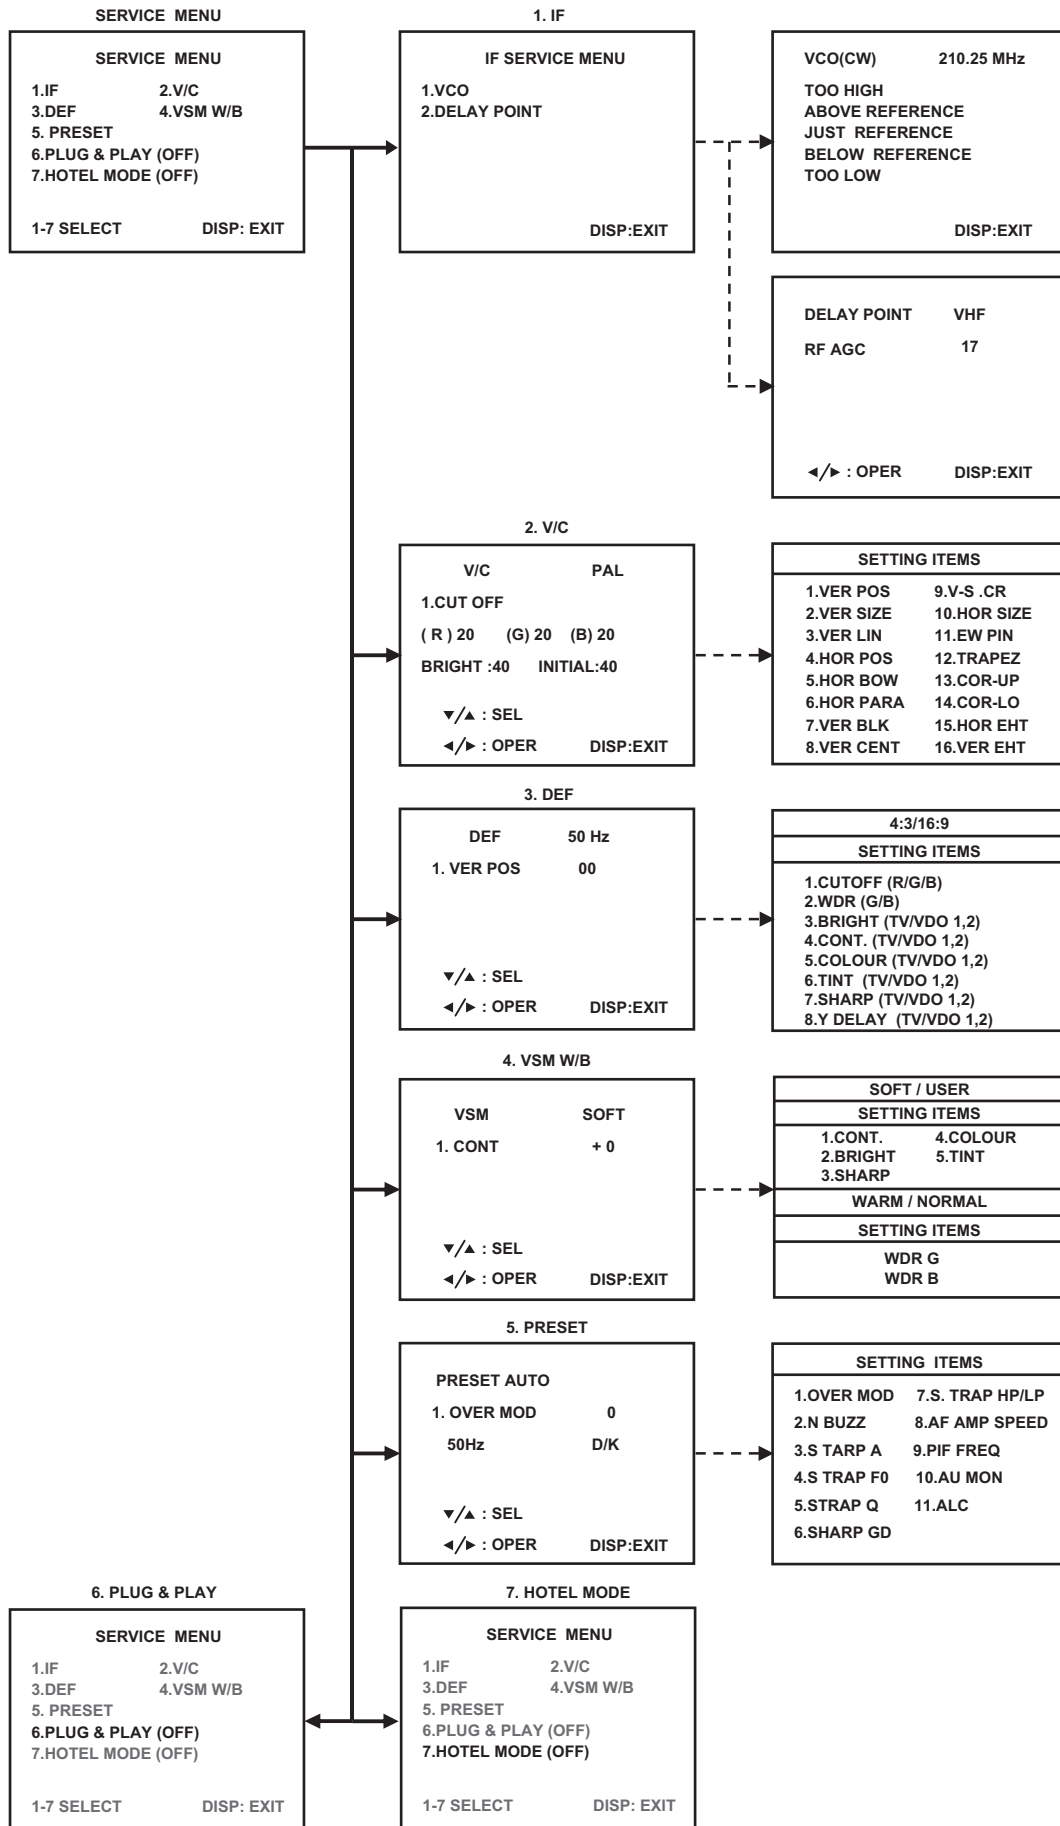 SERVICE MENU
SERVICE MENU
1.IF 2.V/C
3.DEF 4.VSM W/B
5. PRESET
6.PLUG & PLAY (OFF)
7.HOTEL MODE (OFF)
1-7 SELECT DISP: EXIT
1. IF
IF SERVICE MENU
1.VCO
2.DELAY POINT
DISP:EXIT
VCO(CW) 210.25 MHz
TOO HIGH
ABOVE REFERENCE
JUST REFERENCE
BELOW REFERENCE
TOO LOW
DISP:EXIT
DELAY POINT VHF
RF AGC 17
◄/► : OPER DISP:EXIT
2. V/C
V/C PAL
1.CUT OFF
( R ) 20 (G) 20 (B) 20
BRIGHT :40 INITIAL:40
▼/▲ : SEL
◄/► : OPER DISP:EXIT
SETTING ITEMS
1.VER POS 9.V-S .CR
2.VER SIZE 10.HOR SIZE
3.VER LIN 11.EW PIN
4.HOR POS 12.TRAPEZ
5.HOR BOW 13.COR-UP
6.HOR PARA 14.COR-LO
7.VER BLK 15.HOR EHT
8.VER CENT 16.VER EHT
3. DEF
DEF 50 Hz
1. VER POS 00
▼/▲ : SEL
◄/► : OPER DISP:EXIT
4:3/16:9
SETTING ITEMS
1.CUTOFF (R/G/B)
2.WDR (G/B)
3.BRIGHT (TV/VDO 1,2)
4.CONT. (TV/VDO 1,2)
5.COLOUR (TV/VDO 1,2)
6.TINT (TV/VDO 1,2)
7.SHARP (TV/VDO 1,2)
8.Y DELAY (TV/VDO 1,2)
4. VSM W/B
VSM SOFT
1. CONT + 0
▼/▲ : SEL
◄/► : OPER DISP:EXIT
SOFT / USER
SETTING ITEMS
1.CONT. 4.COLOUR
2.BRIGHT 5.TINT
3.SHARP
WARM / NORMAL
SETTING ITEMS
WDR G
WDR B
5. PRESET
PRESET AUTO
1. OVER MOD 0
50Hz D/K
▼/▲ : SEL
◄/► : OPER DISP:EXIT
SETTING ITEMS
1.OVER MOD 7.S. TRAP HP/LP
2.N BUZZ 8.AF AMP SPEED
3.S TARP A 9.PIF FREQ
4.S TRAP F0 10.AU MON
5.STRAP Q 11.ALC
6.SHARP GD
6. PLUG & PLAY
SERVICE MENU
1.IF 2.V/C
3.DEF 4.VSM W/B
5. PRESET
6.PLUG & PLAY (OFF)
7.HOTEL MODE (OFF)
1-7 SELECT DISP: EXIT
7. HOTEL MODE
SERVICE MENU
1.IF 2.V/C
3.DEF 4.VSM W/B
5. PRESET
6.PLUG & PLAY (OFF)
7.HOTEL MODE (OFF)
1-7 SELECT DISP: EXIT